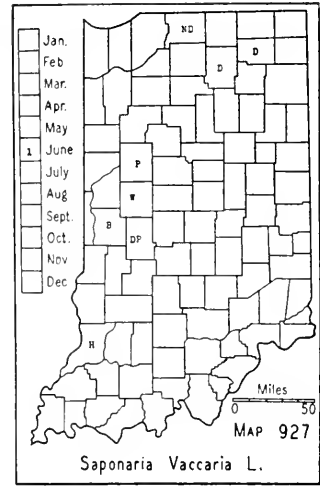 Jan.
Feb
Mar.
Apr.
May
1 June
July
Aug
Sept.
Oct.
Nov
Dec
ND
D
D
P
W
B
DP
H
Miles
0 50
MAP 927
Saponaria Vaccaria L.